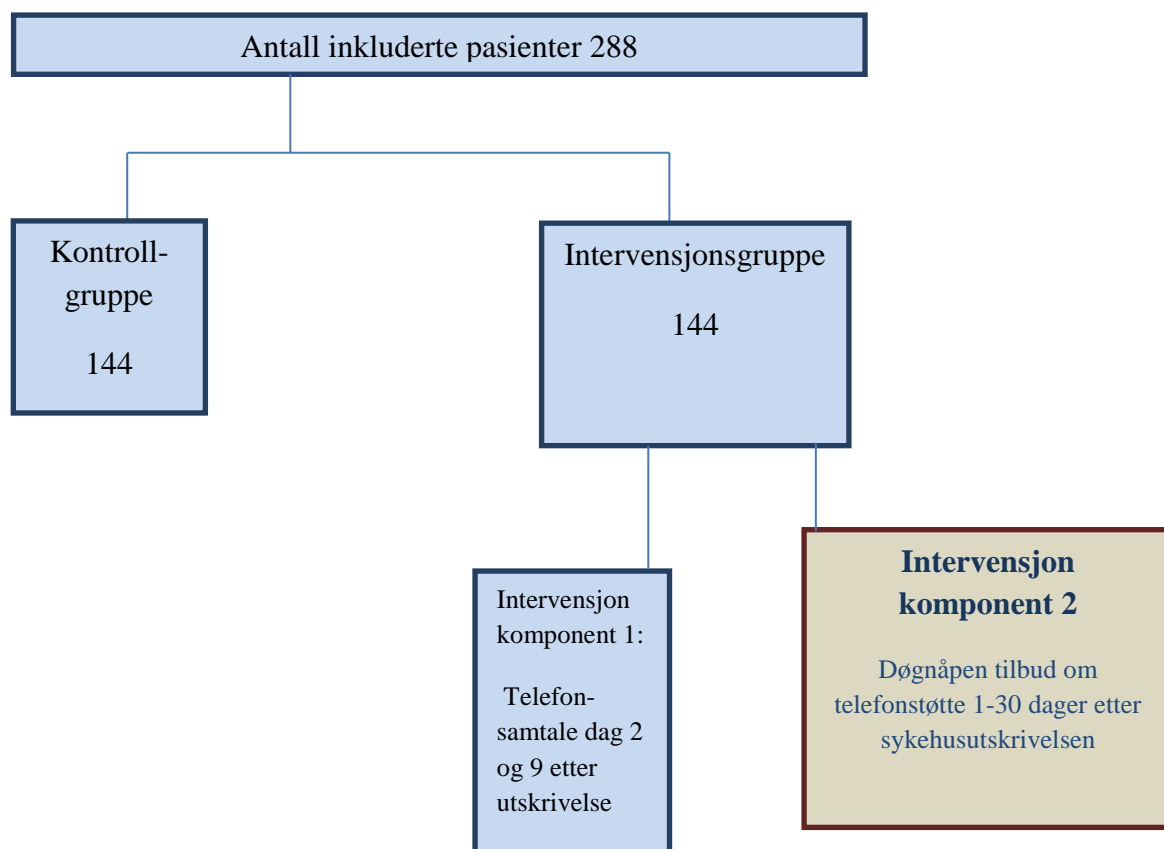 Antall inkluderte pasienter 288
Kontroll-
gruppe
144
Intervensjonsgruppe
144
Intervensjon
komponent 1:
Telefon-
samtale dag 2
og 9 etter
utskrivelse
Intervensjon
komponent 2
Døgnåpen tilbud om
telefonstøtte 1-30 dager etter
sykehusutskrivelsen